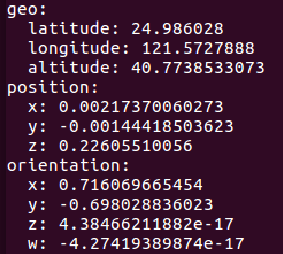 geo:
  latitude: 24.986028
  longitude: 121.5727888
  altitude: 40.7738533073
position:
  x: 0.00217370060273
  y: -0.00144418503623
  z: 0.22605510056
orientation:
  x: 0.716069665454
  y: -0.698028836023
  z: 4.38466211882e-17
  w: -4.27419389874e-17